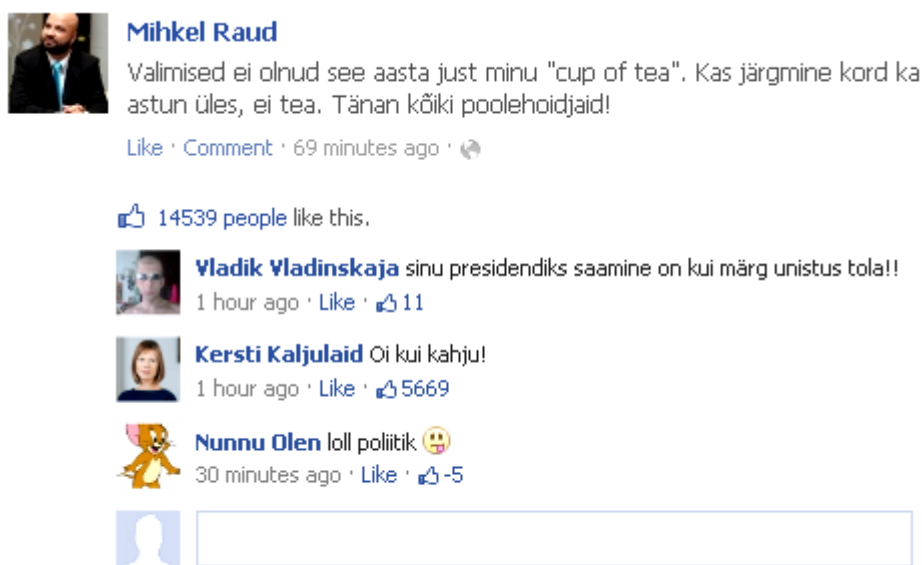 Mihkel Raud
Valimised ei olnud see aasta just minu "cup of tea". Kas järgmine kord ka
astun üles, ei tea. Tänan kõiki poolehoidjaid!
Like · Comment · 69 minutes ago ·
14539 people like this.
Vladik Vladinskaja sinu presidendiks saamine on kui märg unistus tola!!
1 hour ago · Like · 11
Kersti Kaljulaid Oi kui kahju!
1 hour ago · Like · 5669
Nunnu Olen loll poliitik
30 minutes ago · Like · -5